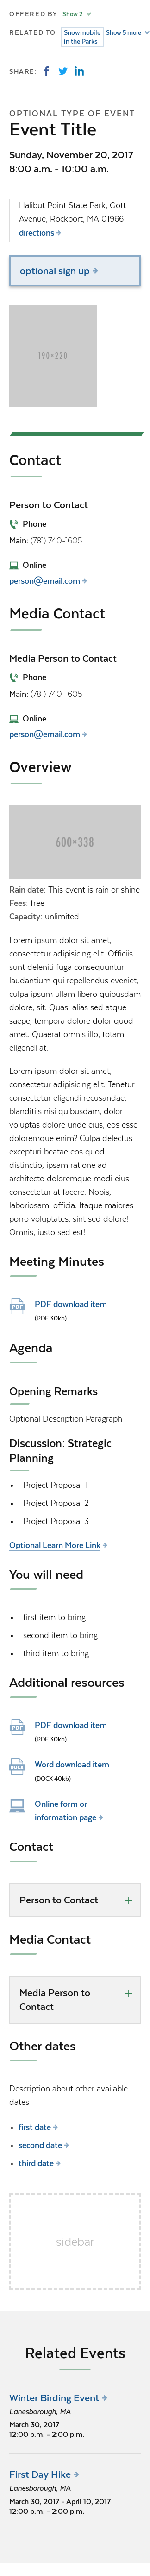 OFFERED BY Show 2
RELATED TO Snowmobile Show 5 more
in the Parks
SHARE:
OPTIONAL TYPE OF EVENT
Event Title
Sunday, November 20, 2017
8:00 a.m. - 10:00 a.m.
Halibut Point State Park, Gott
Avenue, Rockport, MA 01966
directions
optional sign up
190×220
Contact
Person to Contact
Phone
Main: (781) 740-1605
Online
person@email.com
Media Contact
Media Person to Contact
Phone
Main: (781) 740-1605
Online
person@email.com
Overview
600×338
Rain date: This event is rain or shine
Fees: free
Capacity: unlimited
Lorem ipsum dolor sit amet,
consectetur adipisicing elit. Officiis
sunt deleniti fuga consequuntur
laudantium qui repellendus eveniet,
culpa ipsum ullam libero quibusdam
dolore, sit. Quasi alias sed atque
saepe, tempora dolore dolor quod
amet. Quaerat omnis illo, totam
eligendi at.
Lorem ipsum dolor sit amet,
consectetur adipisicing elit. Tenetur
consectetur eligendi recusandae,
blanditiis nisi quibusdam, dolor
voluptas dolore unde eius, eos esse
doloremque enim? Culpa delectus
excepturi beatae eos quod
distinctio, ipsam ratione ad
architecto doloremque modi eius
consectetur at facere. Nobis,
laboriosam, officia. Itaque maiores
porro voluptates, sint sed dolore!
Omnis, iusto sed est!
Meeting Minutes
PDF PDF download item
(PDF 30kb)
Agenda
Opening Remarks
Optional Description Paragraph
Discussion: Strategic
Planning
• Project Proposal 1
• Project Proposal 2
• Project Proposal 3
Optional Learn More Link
You will need
• first item to bring
• second item to bring
• third item to bring
Additional resources
PDF PDF download item
(PDF 30kb)
DOCX Word download item
(DOCX 40kb)
Online form or
information page
Contact
Person to Contact +
Media Contact
Media Person to +
Contact
Other dates
Description about other available
dates
• first date
• second date
• third date
sidebar
Related Events
Winter Birding Event
Lanesborough, MA
March 30, 2017
12:00 p.m. - 2:00 p.m.
First Day Hike
Lanesborough, MA
March 30, 2017 - April 10, 2017
12:00 p.m. - 2:00 p.m.